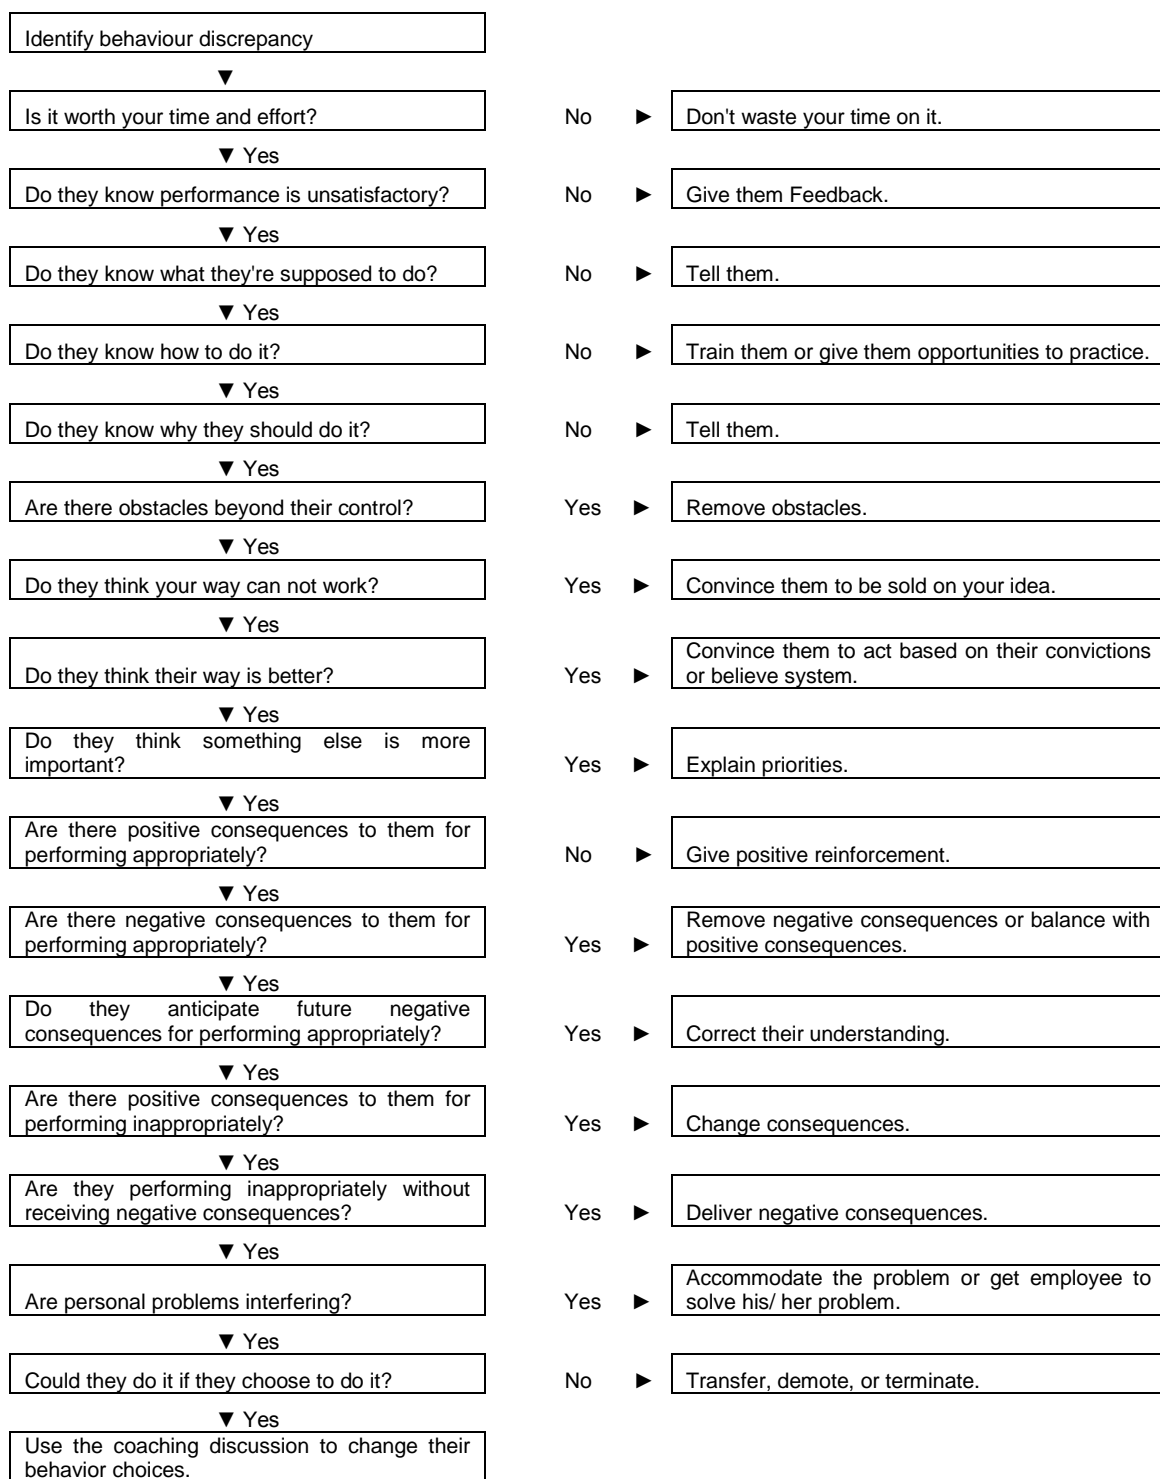 Identify behaviour discrepancy
▼
Is it worth your time and effort? No ► Don't waste your time on it.
▼ Yes
Do they know performance is unsatisfactory? No ► Give them Feedback.
▼ Yes
Do they know what they're supposed to do? No ► Tell them.
▼ Yes
Do they know how to do it? No ► Train them or give them opportunities to practice.
▼ Yes
Do they know why they should do it? No ► Tell them.
▼ Yes
Are there obstacles beyond their control? Yes ► Remove obstacles.
▼ Yes
Do they think your way can not work? Yes ► Convince them to be sold on your idea.
▼ Yes
Do they think their way is better? Yes ► Convince them to act based on their convictions
or believe system.
▼ Yes
Do they think something else is more
important? Yes ► Explain priorities.
▼ Yes
Are there positive consequences to them for
performing appropriately? No ► Give positive reinforcement.
▼ Yes
Are there negative consequences to them for
performing appropriately? Yes ► Remove negative consequences or balance with
positive consequences.
▼ Yes
Do they anticipate future negative
consequences for performing appropriately? Yes ► Correct their understanding.
▼ Yes
Are there positive consequences to them for
performing inappropriately? Yes ► Change consequences.
▼ Yes
Are they performing inappropriately without
receiving negative consequences? Yes ► Deliver negative consequences.
▼ Yes
Are personal problems interfering? Yes ► Accommodate the problem or get employee to
solve his/ her problem.
▼ Yes
Could they do it if they choose to do it? No ► Transfer, demote, or terminate.
▼ Yes
Use the coaching discussion to change their
behavior choices.